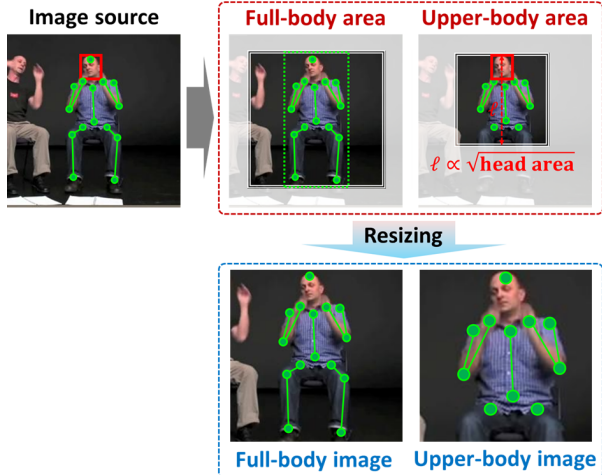 Image source
Full-body area
Upper-body area
ℓ
ℓ ∝ √head area
Resizing
Full-body image
Upper-body image